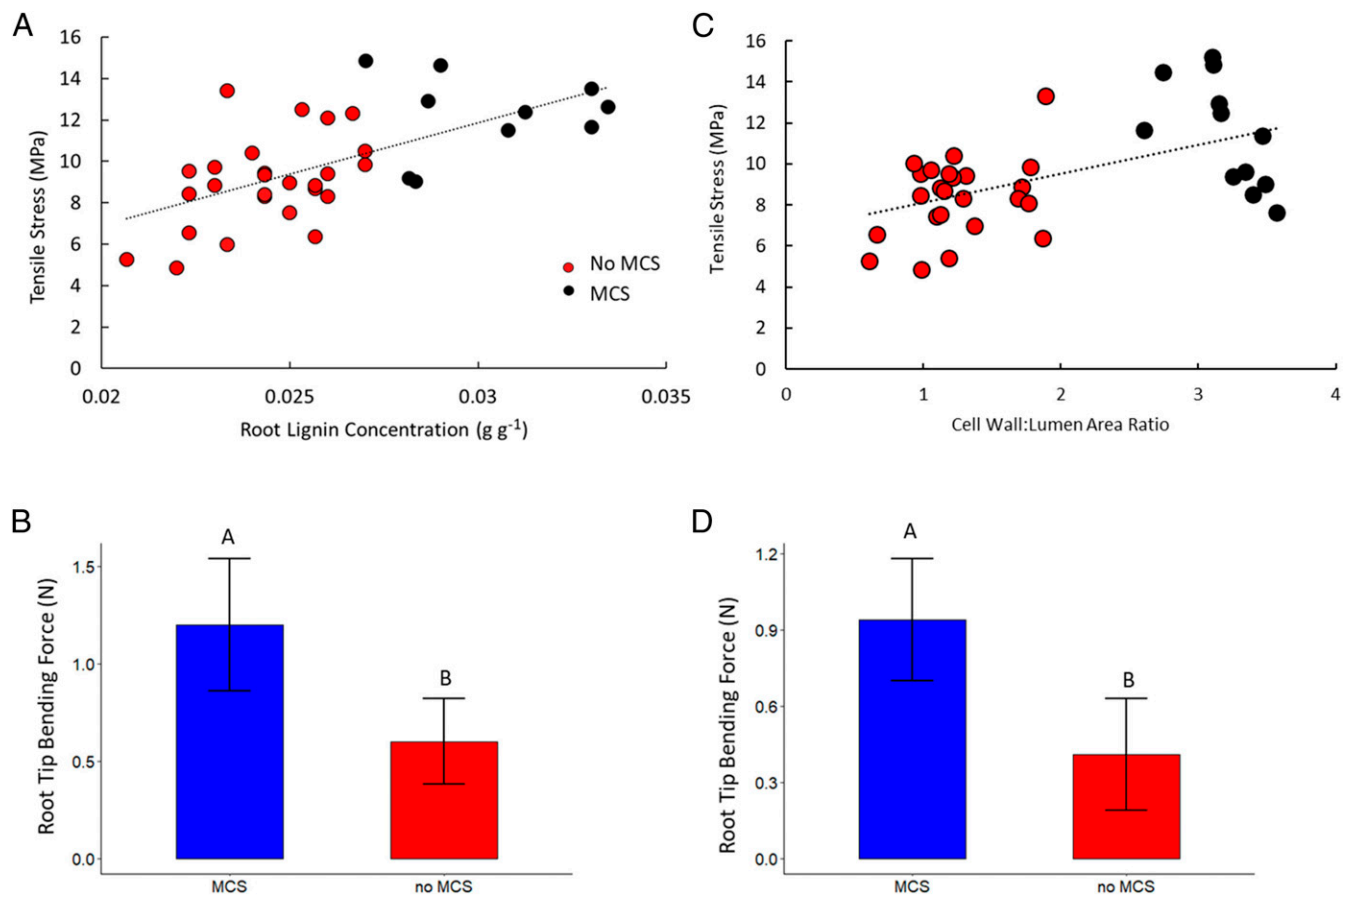 A
16
14
12
10
8
6
4
2
0
Tensile Stress (MPa)
0.02
0.025
0.03
0.035
Root Lignin Concentration (g g⁻¹)
No MCS
MCS
C
16
14
12
10
8
6
4
2
0
Tensile Stress (MPa)
0
1
2
3
4
Cell Wall:Lumen Area Ratio
B
1.5
1.0
0.5
0.0
Root Tip Bending Force (N)
A
B
MCS
no MCS
D
1.2
0.9
0.6
0.3
0.0
Root Tip Bending Force (N)
A
B
MCS
no MCS